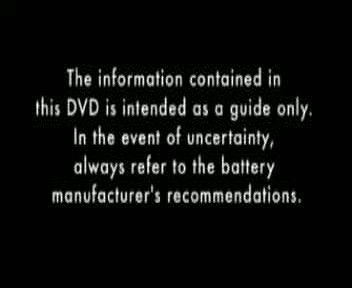 The information contained in
this DVD is intended as a guide only.
In the event of uncertainty,
always refer to the battery
manufacturer's recommendations.